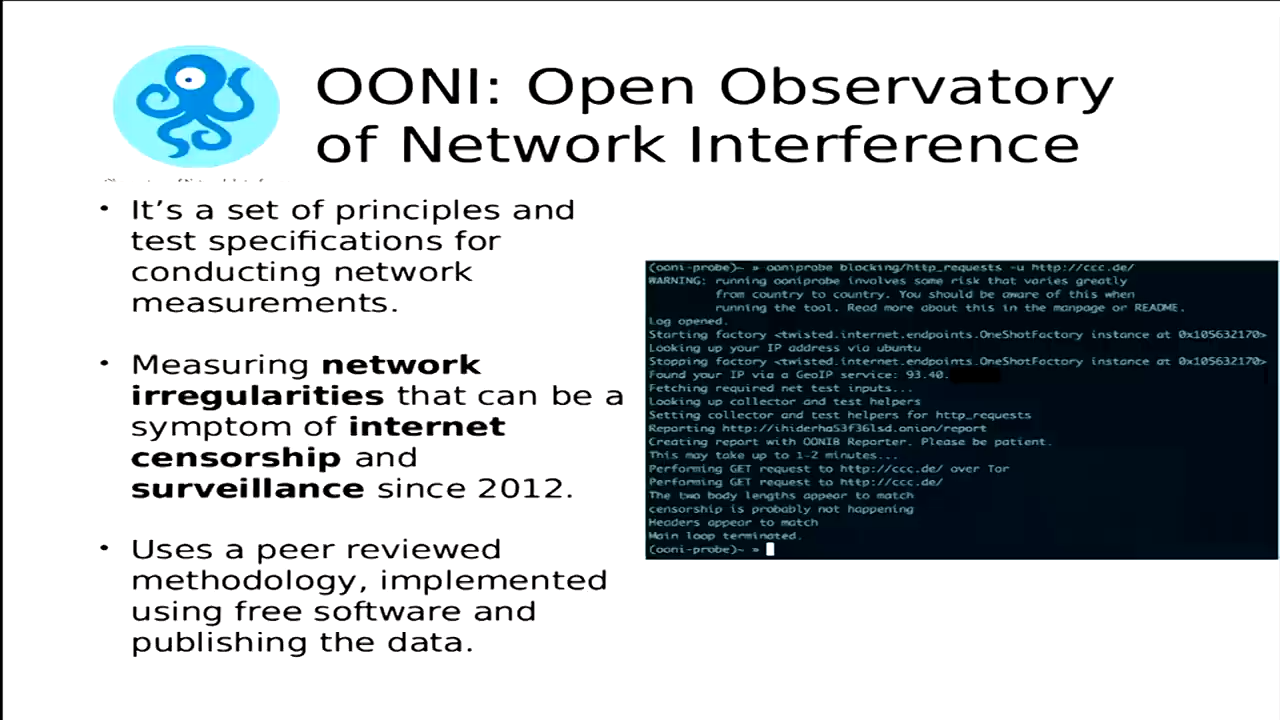 OONI: Open Observatory
of Network Interference
• It’s a set of principles and
test specifications for
conducting network
measurements.
• Measuring network
irregularities that can be a
symptom of internet
censorship and
surveillance since 2012.
• Uses a peer reviewed
methodology, implemented
using free software and
publishing the data.
(ooni-probe)~ » ooniprobe blocking/http_requests -u http://ccc.de/
WARNING: running ooniprobe involves some risk that varies greatly
from country to country. You should be aware of this when
running the tool. Read more about this in the manpage or README.
Log opened.
Starting factory <twisted.internet.endpoints.OneShotFactory instance at 0x105632170>
Looking up your IP address via ubuntu
Stopping factory <twisted.internet.endpoints.OneShotFactory instance at 0x105632170>
Found your IP via a GeoIP service: 93.40.
Fetching required net test inputs...
Looking up collector and test helpers
Setting collector and test helpers for http_requests
Reporting http://ihiderha53f36lsd.onion/report
Creating report with OONIB Reporter. Please be patient.
This may take up to 1-2 minutes...
Performing GET request to http://ccc.de/ over Tor
Performing GET request to http://ccc.de/
The two body lengths appear to match
censorship is probably not happening
Headers appear to match
Main loop terminated.
(ooni-probe)~ »